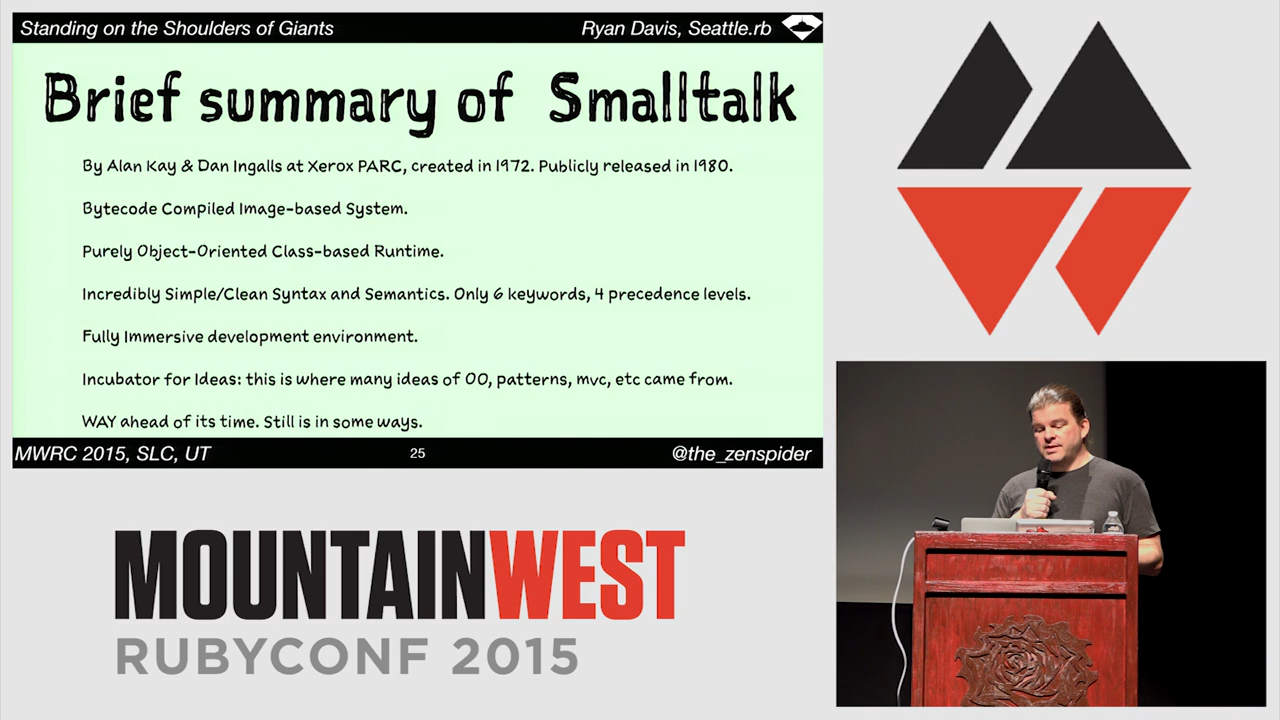 Standing on the Shoulders of Giants
Ryan Davis, Seattle.rb
Brief summary of Smalltalk
By Alan Kay & Dan Ingalls at Xerox PARC, created in 1972. Publicly released in 1980.
Bytecode Compiled Image-based System.
Purely Object-Oriented Class-based Runtime.
Incredibly Simple/Clean Syntax and Semantics. Only 6 keywords, 4 precedence levels.
Fully Immersive development environment.
Incubator for Ideas: this is where many ideas of OO, patterns, mvc, etc came from.
WAY ahead of its time. Still is in some ways.
MWRC 2015, SLC, UT
25
@the_zenspider
MOUNTAINWEST
RUBYCONF 2015